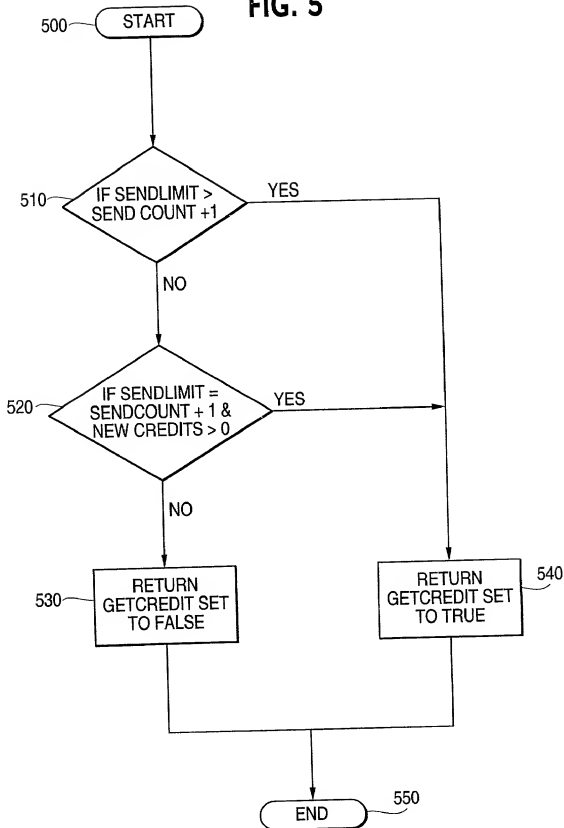 FIG. 5
500
START
510
IF SENDLIMIT >
SEND COUNT +1
YES
NO
520
IF SENDLIMIT =
SENDCOUNT + 1 &
NEW CREDITS > 0
YES
NO
530
RETURN
GETCREDIT SET
TO FALSE
RETURN
GETCREDIT SET
TO TRUE
540
END
550